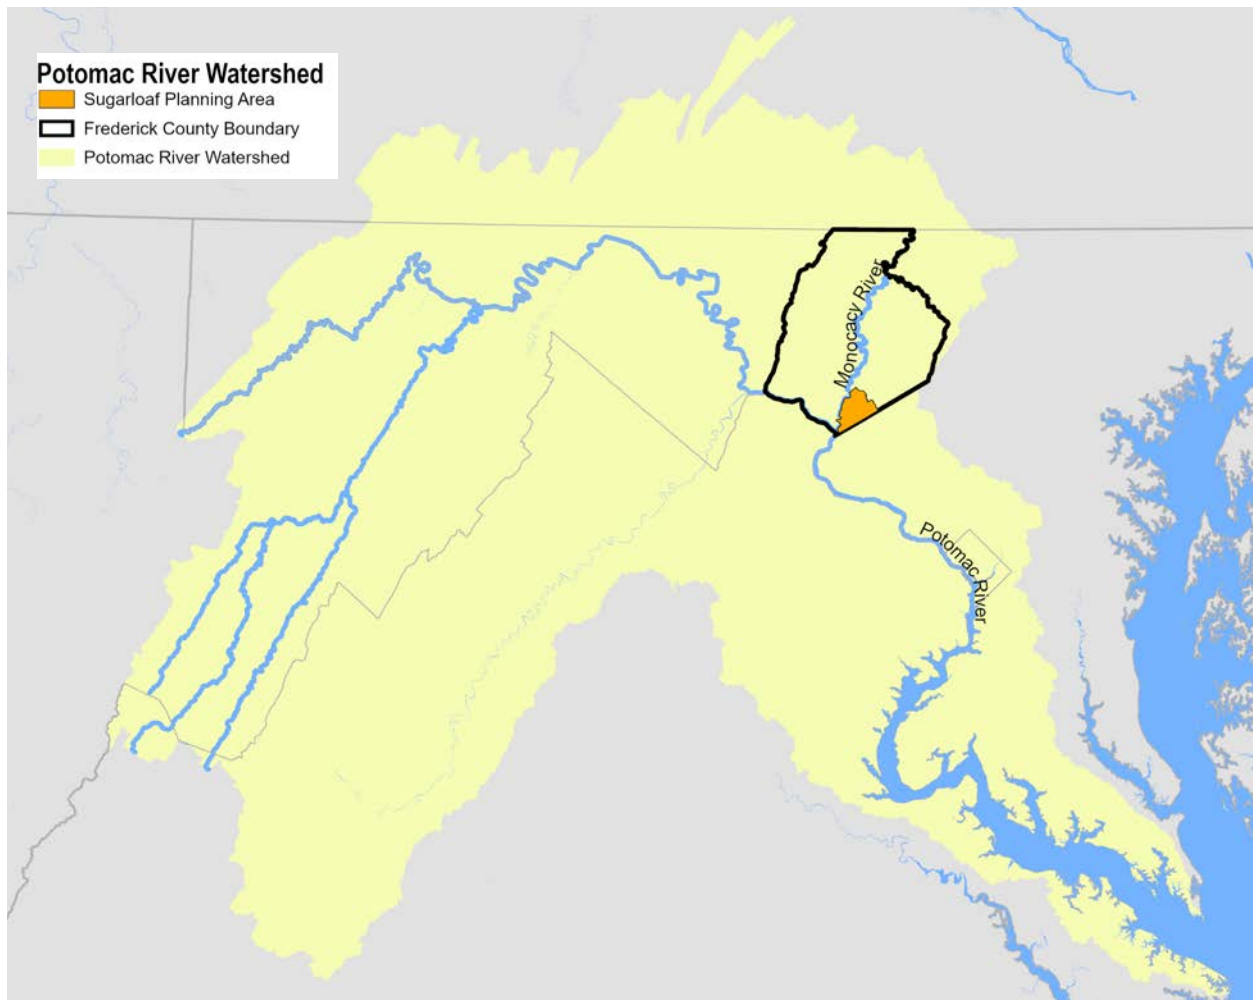 Potomac River Watershed
Sugarloaf Planning Area
Frederick County Boundary
Potomac River Watershed
Monocacy River
Potomac River